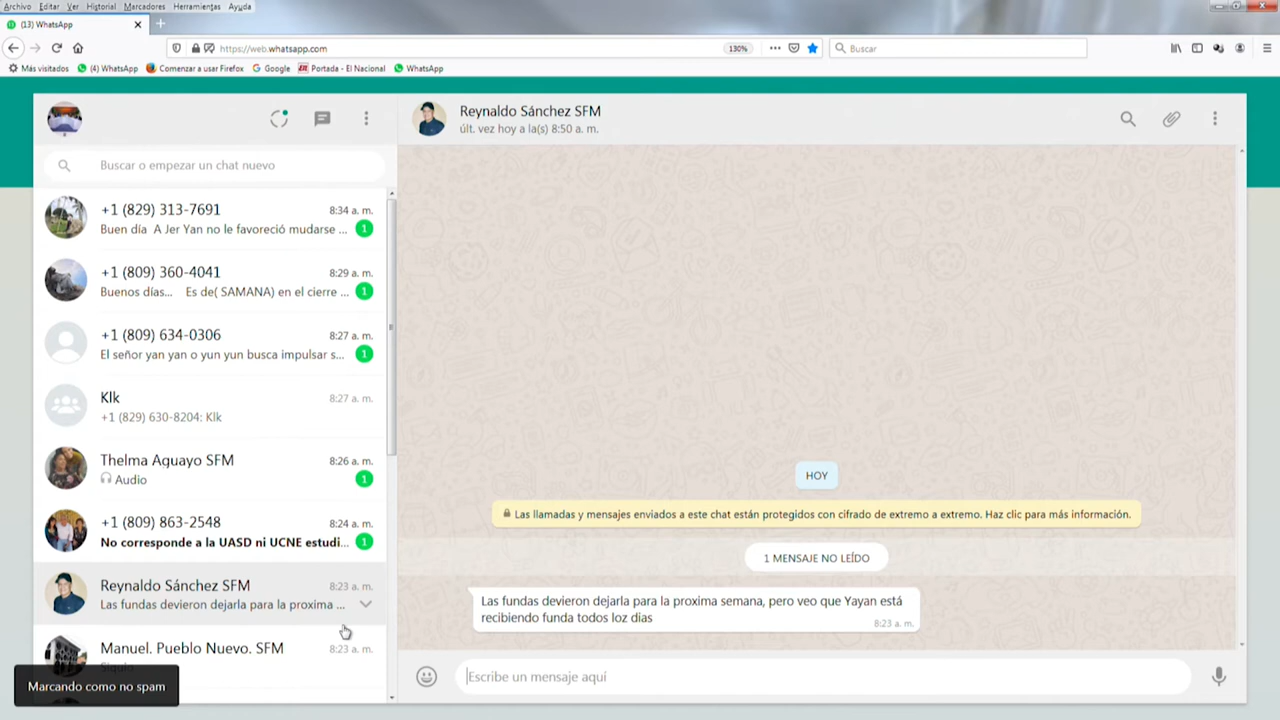 Archivo Editar Ver Historial Marcadores Herramientas Ayuda
(13) WhatsApp
https://web.whatsapp.com
130%
Buscar
Más visitados
(4) WhatsApp
Comenzar a usar Firefox
Google
Portada - El Nacional
WhatsApp
Buscar o empezar un chat nuevo
+1 (829) 313-7691
8:34 a. m.
Buen día A Jer Yan no le favoreció mudarse ...
1
+1 (809) 360-4041
8:29 a. m.
Buenos días... Es de( SAMANA) en el cierre ...
1
+1 (809) 634-0306
8:27 a. m.
El señor yan yan o yun yun busca impulsar s...
1
Klk
8:27 a. m.
+1 (829) 630-8204: Klk
Thelma Aguayo SFM
8:26 a. m.
Audio
1
+1 (809) 863-2548
8:24 a. m.
No corresponde a la UASD ni UCNE estudi...
1
Reynaldo Sánchez SFM
8:23 a. m.
Las fundas devieron dejarla para la proxima ...
Manuel. Pueblo Nuevo. SFM
8:23 a. m.
Marcando como no spam
Reynaldo Sánchez SFM
últ. vez hoy a la(s) 8:50 a. m.
HOY
Las llamadas y mensajes enviados a este chat están protegidos con cifrado de extremo a extremo. Haz clic para más información.
1 MENSAJE NO LEÍDO
Las fundas devieron dejarla para la proxima semana, pero veo que Yayan está
recibiendo funda todos loz dias
8:23 a. m.
Escribe un mensaje aquí